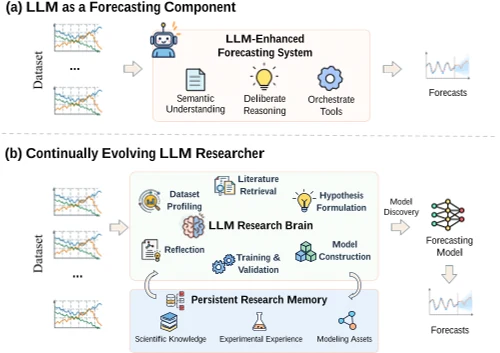 (a) LLM as a Forecasting Component
Dataset
...
LLM-Enhanced
Forecasting System
Semantic
Understanding
Deliberate
Reasoning
Orchestrate
Tools
Forecasts
(b) Continually Evolving LLM Researcher
Dataset
...
Literature
Retrieval
Dataset
Profiling
Hypothesis
Formulation
LLM Research Brain
Reflection
Training &
Validation
Model
Construction
Persistent Research Memory
Scientific Knowledge
Experimental Experience
Modeling Assets
Model
Discovery
Forecasting
Model
Forecasts